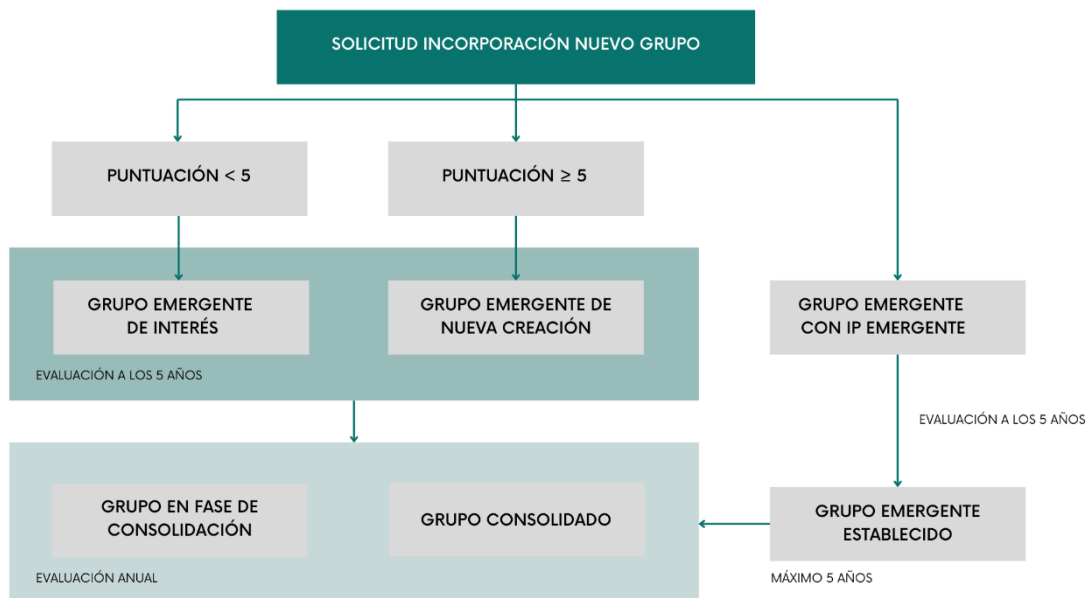 SOLICITUD INCORPORACIÓN NUEVO GRUPO
PUNTUACIÓN < 5
PUNTUACIÓN ≥ 5
GRUPO EMERGENTE
DE INTERÉS
GRUPO EMERGENTE DE
NUEVA CREACIÓN
GRUPO EMERGENTE
CON IP EMERGENTE
EVALUACIÓN A LOS 5 AÑOS
EVALUACIÓN A LOS 5 AÑOS
GRUPO EN FASE DE
CONSOLIDACIÓN
GRUPO CONSOLIDADO
GRUPO EMERGENTE
ESTABLECIDO
EVALUACIÓN ANUAL
MÁXIMO 5 AÑOS